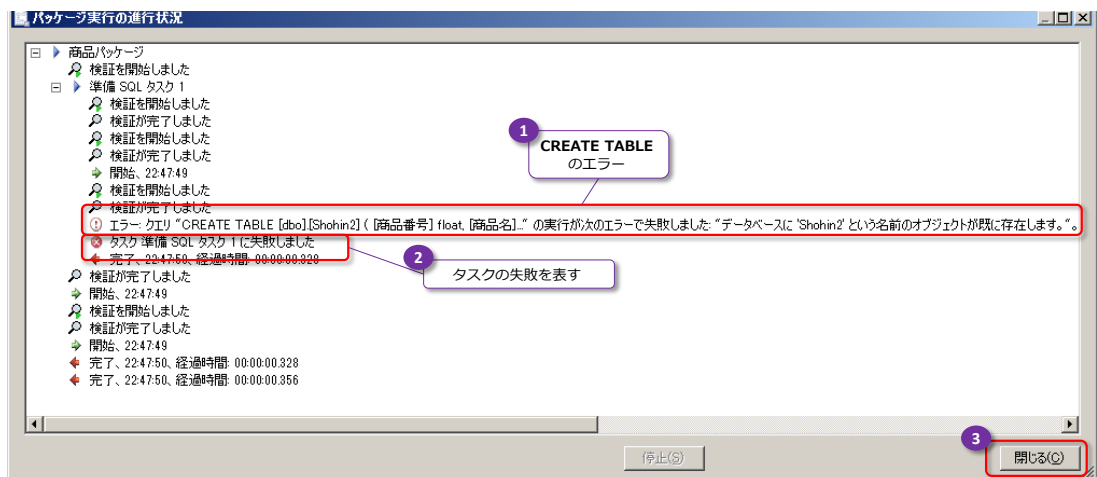 パッケージ実行の進行状況
商品パッケージ
検証を開始しました
準備 SQL タスク 1
検証を開始しました
検証が完了しました
検証を開始しました
検証が完了しました
開始、22:47:49
検証を開始しました
検証が完了しました
1
CREATE TABLE
のエラー
エラー: クエリ "CREATE TABLE [dbo].[Shohin2] ( [商品番号] float, [商品名]..." の実行が次のエラーで失敗しました: "データベースに 'Shohin2' という名前のオブジェクトが既に存在します。"。
タスク 準備 SQL タスク 1 に失敗しました
完了、22:47:50、経過時間: 00:00:00.328
2
タスクの失敗を表す
検証が完了しました
開始、22:47:49
検証を開始しました
検証が完了しました
開始、22:47:49
完了、22:47:50、経過時間: 00:00:00.328
完了、22:47:50、経過時間: 00:00:00.356
停止(S)
3
閉じる(C)